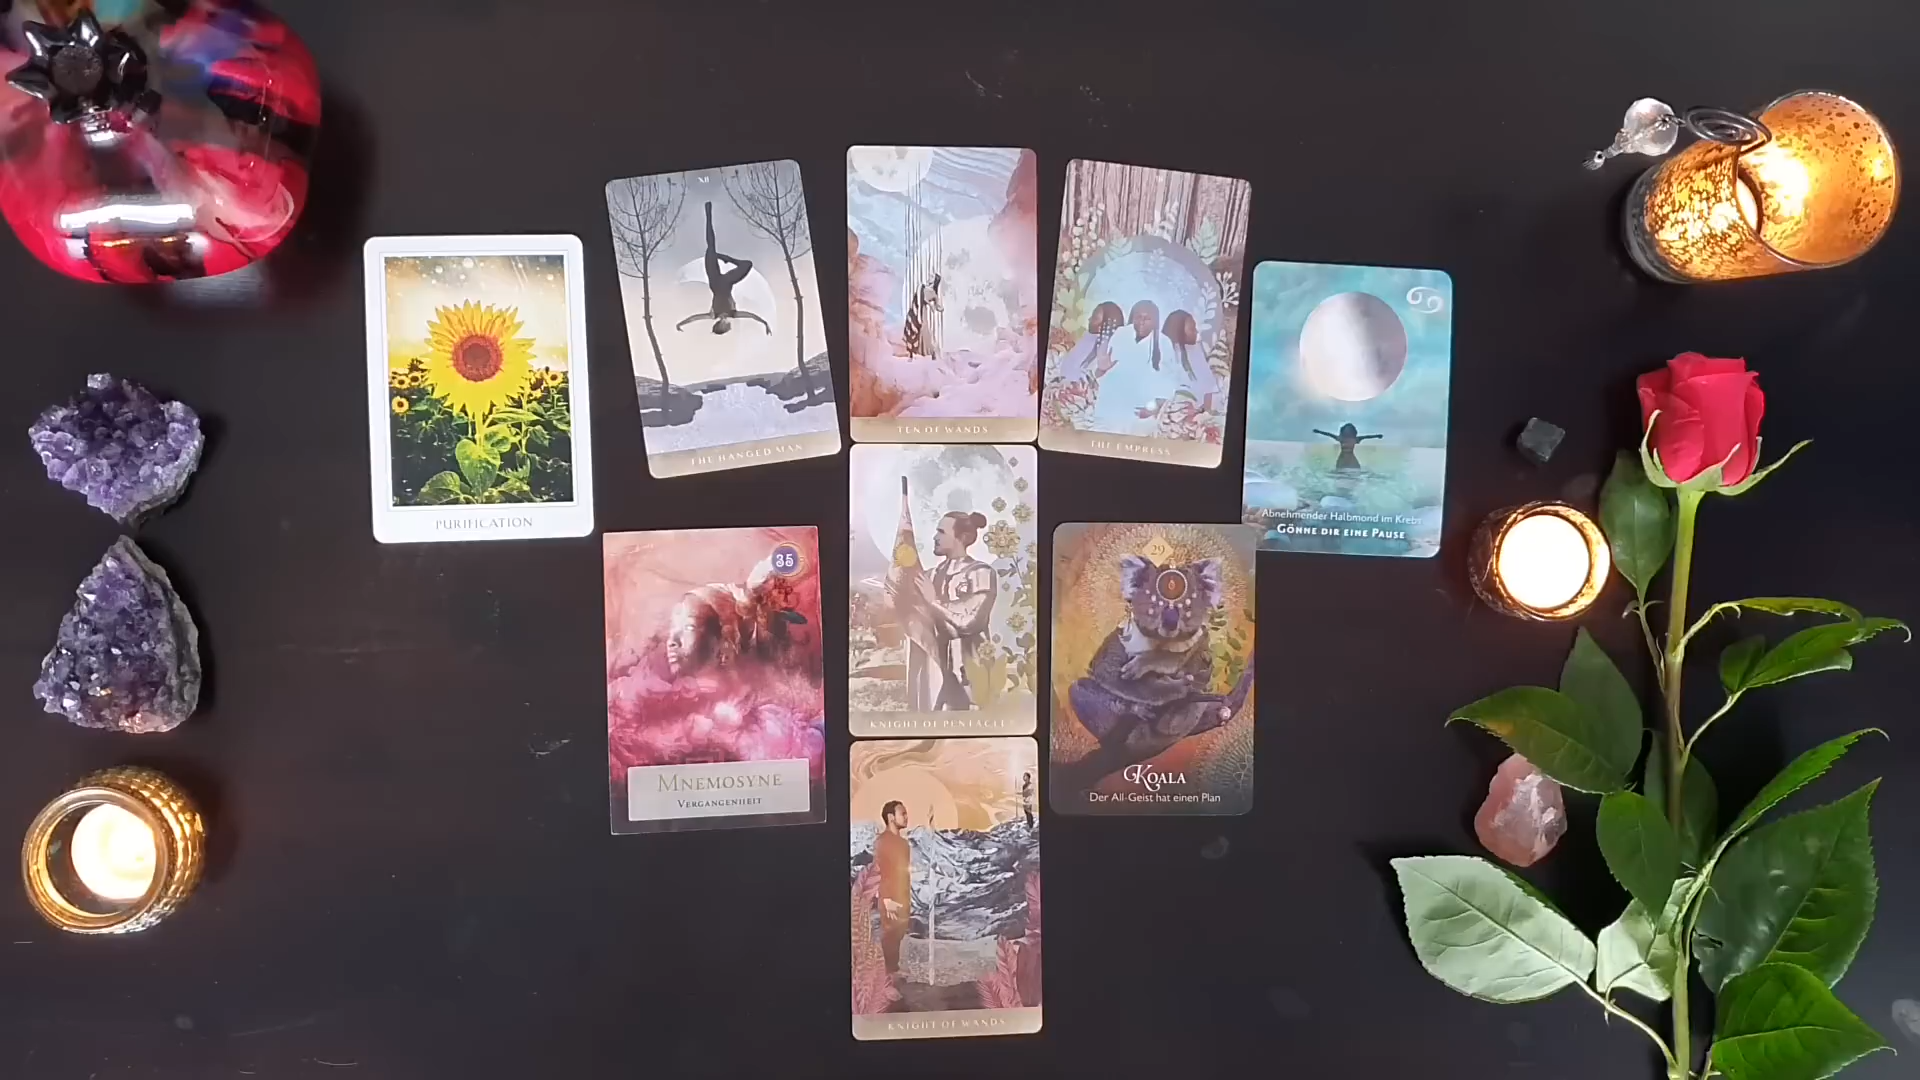 PURIFICATION
XII
THE HANGED MAN
TEN OF WANDS
THE EMPRESS
Abnehmender Halbmond im Krebs
GÖNNE DIR EINE PAUSE
35
MNEMOSYNE
VERGANGENHEIT
KNIGHT OF PENTACLES
29
KOALA
Der All-Geist hat einen Plan
KNIGHT OF WANDS